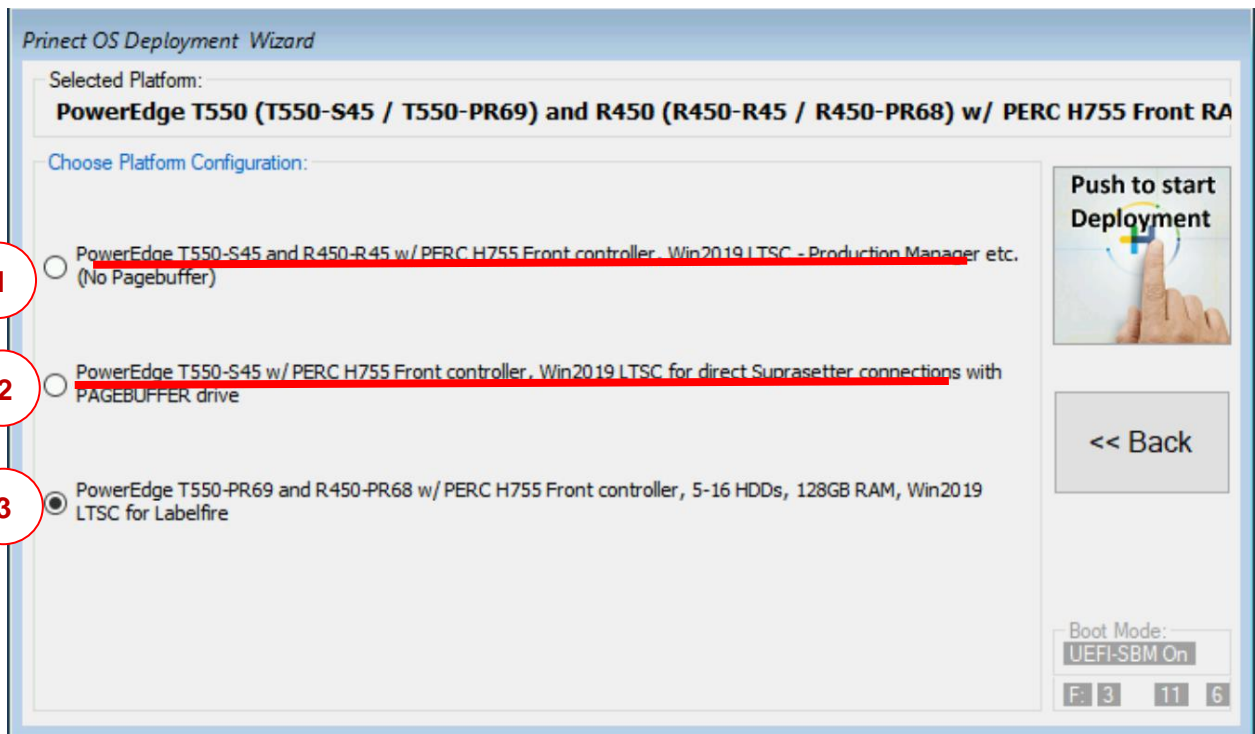 Prinect OS Deployment Wizard
Selected Platform:
PowerEdge T550 (T550-S45 / T550-PR69) and R450 (R450-R45 / R450-PR68) w/ PERC H755 Front RA
Choose Platform Configuration:
Push to start
Deployment
1
PowerEdge T550-S45 and R450-R45 w/ PERC H755 Front controller, Win2019 LTSC - Production Manager etc.
(No Pagebuffer)
2
PowerEdge T550-S45 w/ PERC H755 Front controller, Win2019 LTSC for direct Suprasetter connections with
PAGEBUFFER drive
<< Back
3
PowerEdge T550-PR69 and R450-PR68 w/ PERC H755 Front controller, 5-16 HDDs, 128GB RAM, Win2019
LTSC for Labelfire
Boot Mode:
UEFI-SBM On
F: 3 11 6